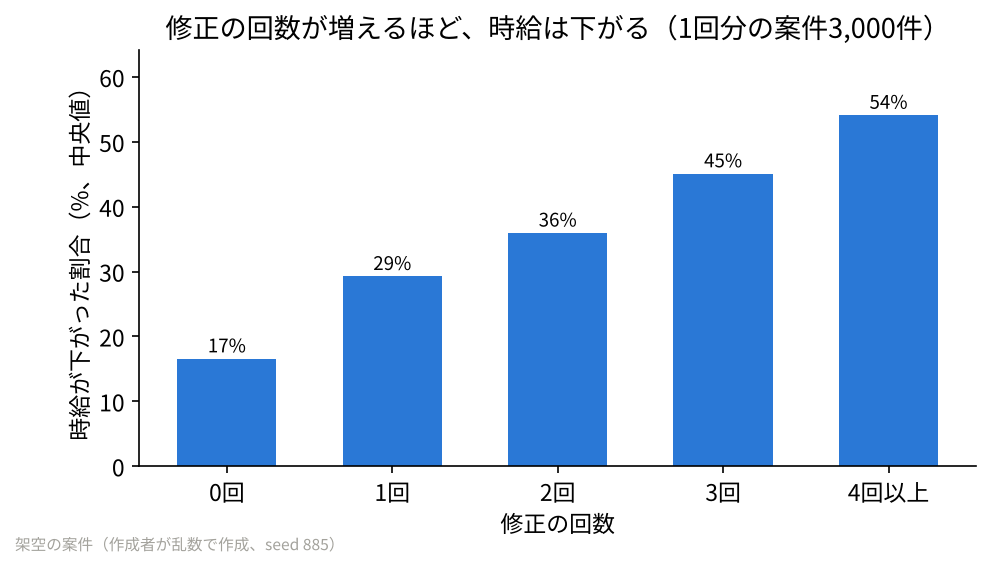 修正の回数が増えるほど、時給は下がる（1回分の案件3,000件）
時給が下がった割合（%、中央値）
60
50
40
30
20
10
0
17%
29%
36%
45%
54%
0回
1回
2回
3回
4回以上
修正の回数
架空の案件（作成者が乱数で作成、seed 885）